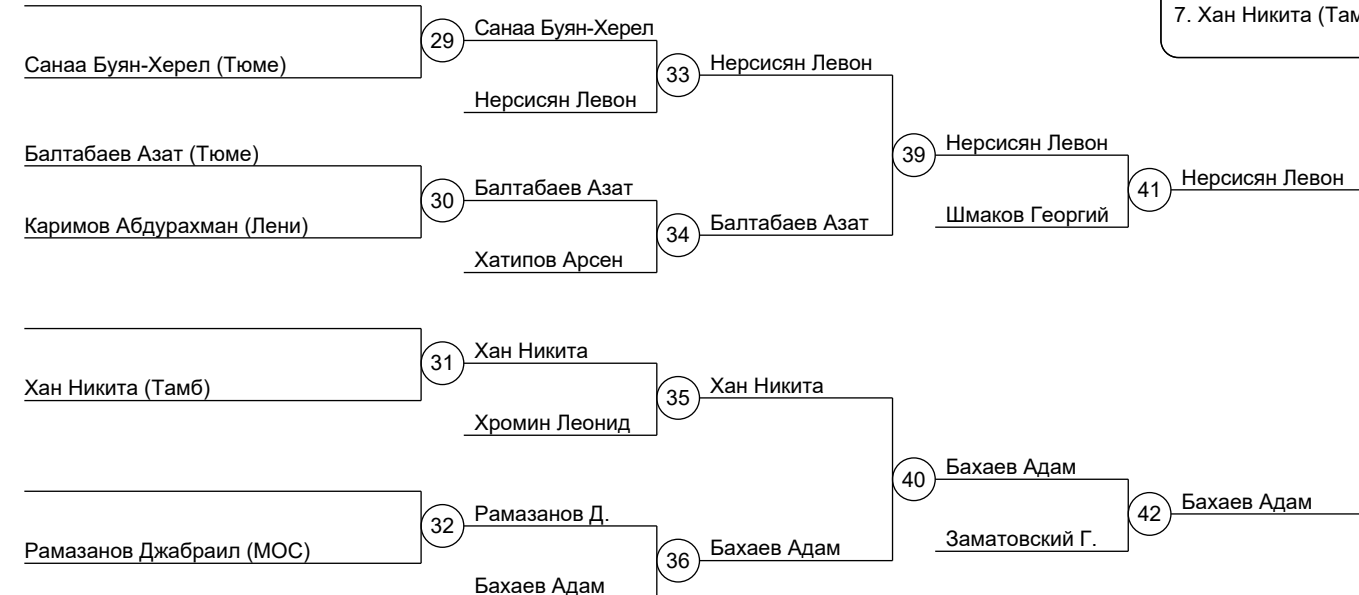 7. Хан Никита (Там
29
Санаа Буян-Херел
Санаа Буян-Херел (Тюме)
33
Нерсисян Левон
Нерсисян Левон
39
Нерсисян Левон
41
Нерсисян Левон
Балтабаев Азат (Тюме)
30
Балтабаев Азат
Шмаков Георгий
Каримов Абдурахман (Лени)
34
Балтабаев Азат
Хатипов Арсен
31
Хан Никита
Хан Никита (Тамб)
35
Хан Никита
Хромин Леонид
40
Бахаев Адам
42
Бахаев Адам
32
Рамазанов Д.
Заматовский Г.
Рамазанов Джабраил (МОС)
36
Бахаев Адам
Бахаев Адам